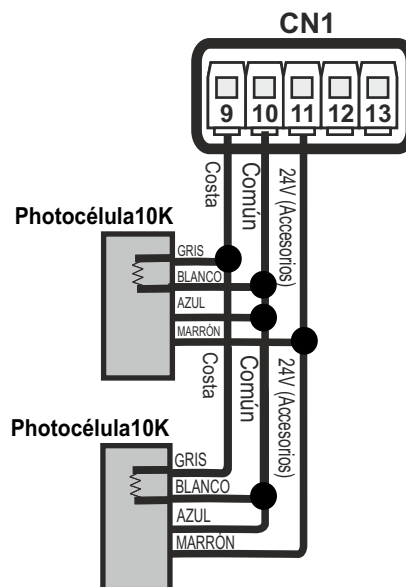 CN1
9 10 11 12 13
Costa
Común
24V (Accesorios)
Photocélula10K
GRIS
BLANCO
AZUL
MARRÓN
Costa
Común
24V (Accesorios)
Photocélula10K
GRIS
BLANCO
AZUL
MARRÓN